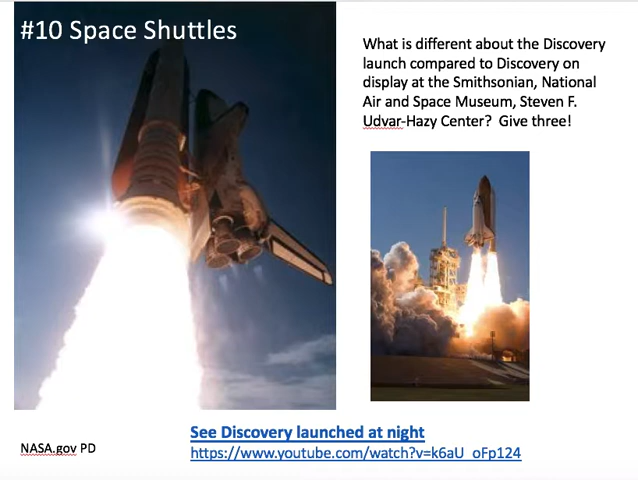 #10 Space Shuttles
What is different about the Discovery
launch compared to Discovery on
display at the Smithsonian, National
Air and Space Museum, Steven F.
Udvar-Hazy Center?  Give three!
See Discovery launched at night
https://www.youtube.com/watch?v=k6aU_oFp124
NASA.gov PD